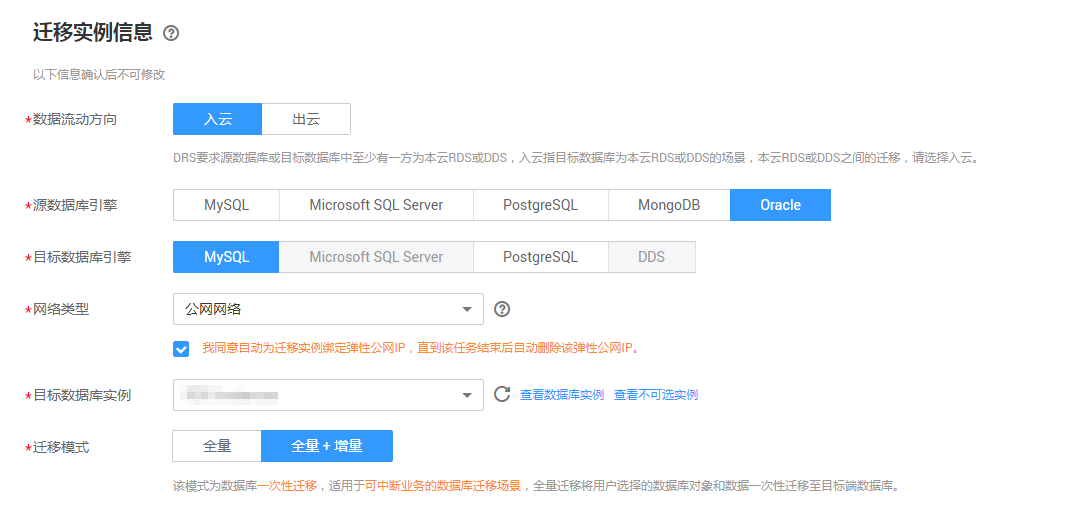 迁移实例信息
以下信息确认后不可修改
*数据流动方向 入云 出云
DRS要求源数据库或目标数据库中至少有一方为本云RDS或DDS，入云指目标数据库为本云RDS或DDS的场景，本云RDS或DDS之间的迁移，请选择入云。
*源数据库引擎 MySQL Microsoft SQL Server PostgreSQL MongoDB Oracle
*目标数据库引擎 MySQL Microsoft SQL Server PostgreSQL DDS
*网络类型 公网网络
我同意自动为迁移实例绑定弹性公网IP，直到该任务结束后自动删除该弹性公网IP。
*目标数据库实例 查看数据库实例 查看不可选实例
*迁移模式 全量 全量+增量
该模式为数据库一次性迁移，适用于可中断业务的数据库迁移场景，全量迁移将用户选择的数据库对象和数据一次性迁移至目标端数据库。